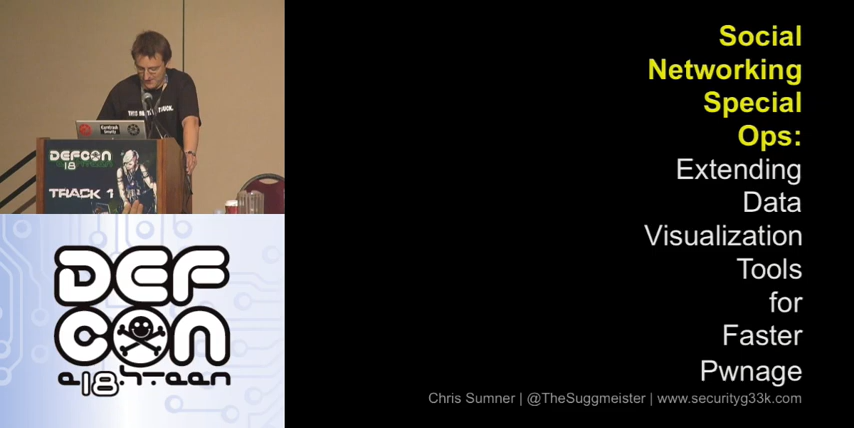 DEFCON
18
TRACK 1
DEF
CON
Social
Networking
Special
Ops:
Extending
Data
Visualization
Tools
for
Faster
Pwnage
Chris Sumner | @TheSuggmeister | www.securityg33k.com